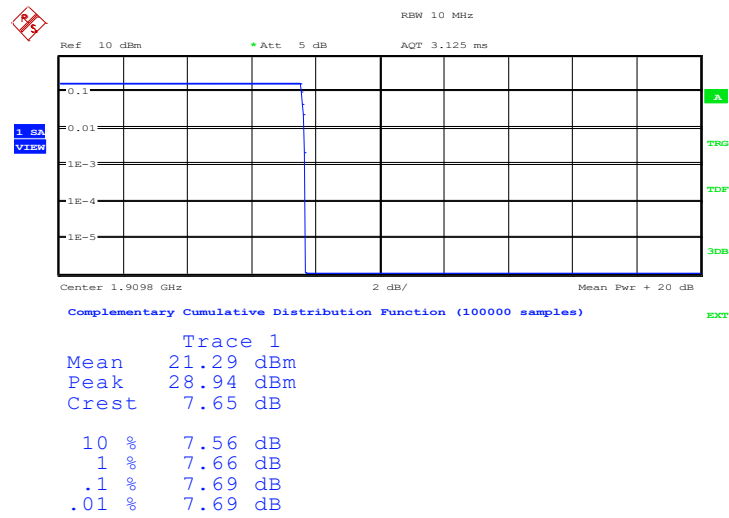 RBW 10 MHz
Ref 10 dBm * Att 5 dB AQT 3.125 ms
0.1
A
0.01
1 SA
VIEW
TRG
1E-3
TDF
1E-4
1E-5
3DB
Center 1.9098 GHz 2 dB/ Mean Pwr + 20 dB
Complementary Cumulative Distribution Function (100000 samples)
EXT
Trace 1
Mean 21.29 dBm
Peak 28.94 dBm
Crest 7.65 dB
10 % 7.56 dB
1 % 7.66 dB
.1 % 7.69 dB
.01 % 7.69 dB